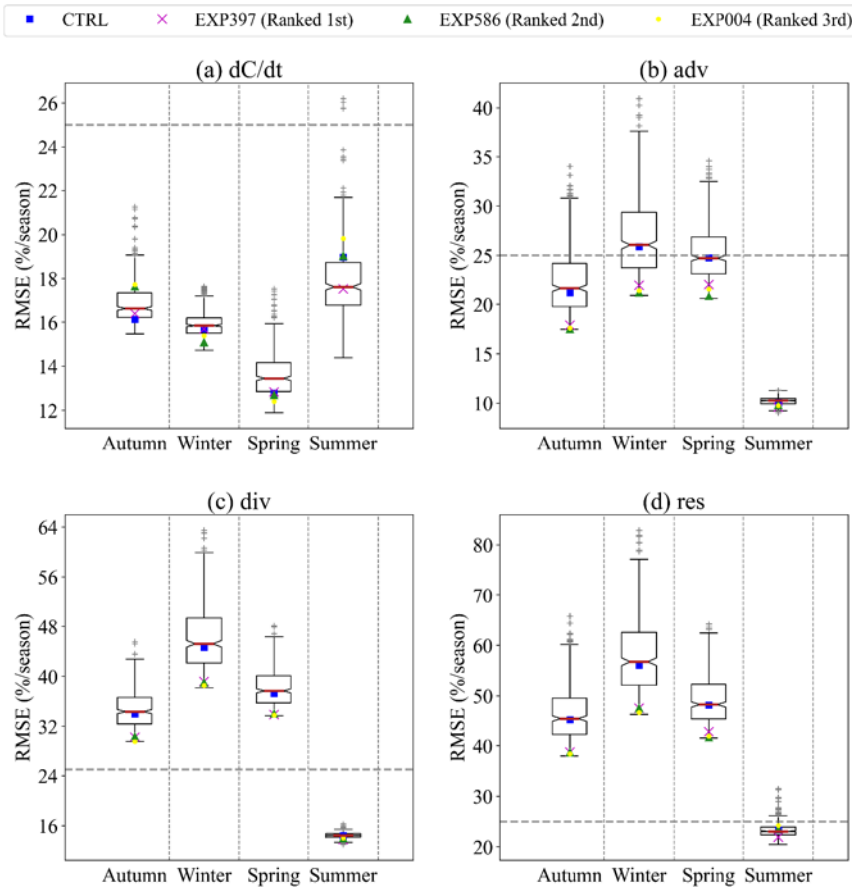 CTRL EXP397 (Ranked 1st) EXP586 (Ranked 2nd) EXP004 (Ranked 3rd)
(a) dC/dt
RMSE (%/season)
26
24
22
20
18
16
14
12
Autumn Winter Spring Summer
(b) adv
RMSE (%/season)
40
35
30
25
20
15
10
Autumn Winter Spring Summer
(c) div
RMSE (%/season)
64
56
48
40
32
24
16
Autumn Winter Spring Summer
(d) res
RMSE (%/season)
80
70
60
50
40
30
20
Autumn Winter Spring Summer